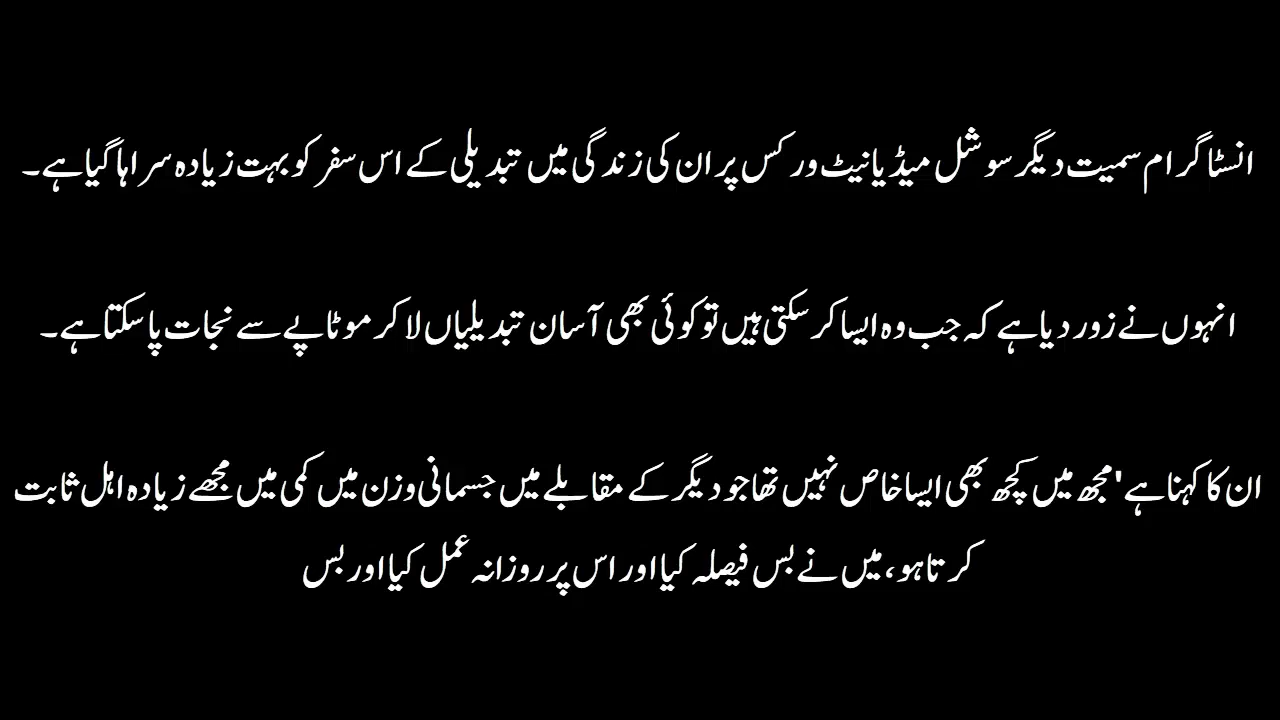 انسٹاگرام سمیت دیگر سوشل میڈیا نیٹ ورکس پر ان کی زندگی میں تبدیلی کے اس سفر کو بہت زیادہ سراہا گیا ہے۔
انہوں نے زور دیا ہے کہ جب وہ ایسا کرسکتی ہیں تو کوئی بھی آسان تبدیلیاں لاکر موٹاپے سے نجات پاسکتا ہے۔
ان کا کہنا ہے 'مجھ میں کچھ بھی ایسا خاص نہیں تھا جو دیگر کے مقابلے میں جسمانی وزن میں کمی میں مجھے زیادہ اہل ثابت
کرتا ہو، میں نے بس فیصلہ کیا اور اس پر روزانہ عمل کیا اور بس